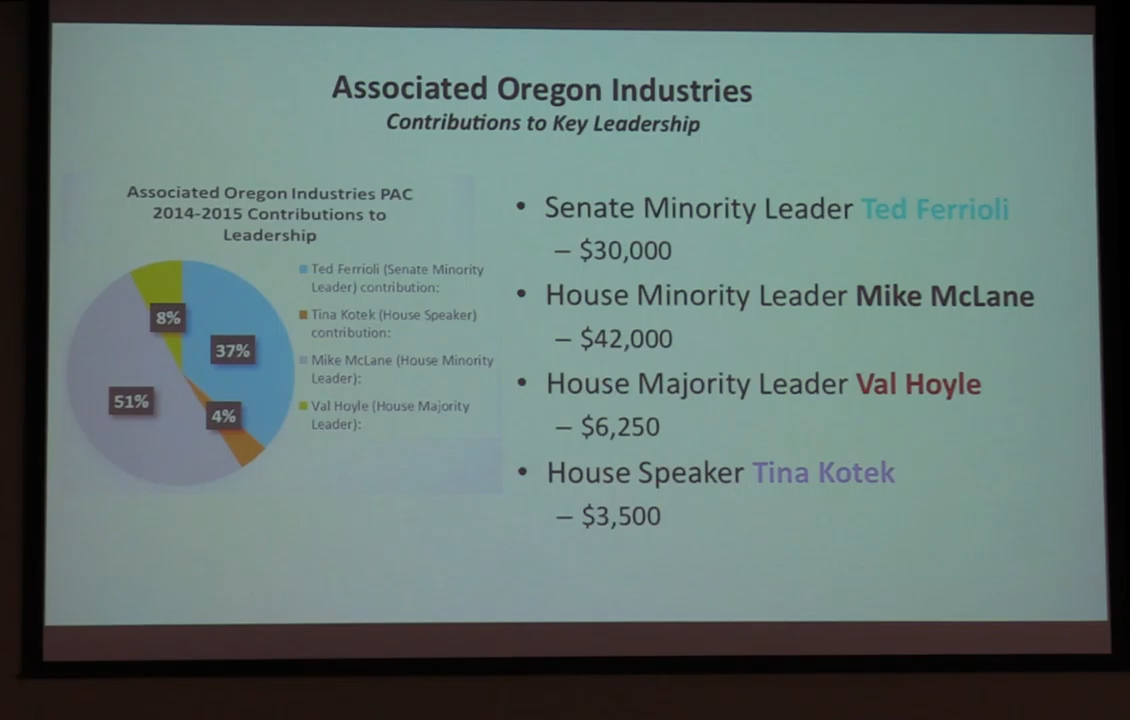 Associated Oregon Industries
Contributions to Key Leadership
Associated Oregon Industries PAC
2014-2015 Contributions to
Leadership
Ted Ferrioli (Senate Minority
Leader) contribution:
Tina Kotek (House Speaker)
contribution:
Mike McLane (House Minority
Leader):
Val Hoyle (House Majority
Leader):
8%
37%
51%
4%
• Senate Minority Leader Ted Ferrioli
– $30,000
• House Minority Leader Mike McLane
– $42,000
• House Majority Leader Val Hoyle
– $6,250
• House Speaker Tina Kotek
– $3,500